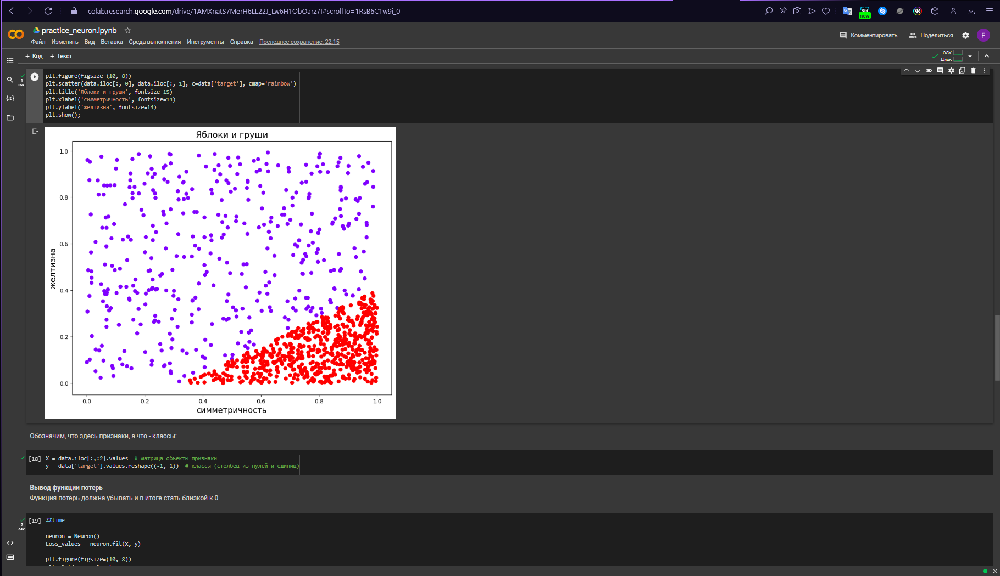 colab.research.google.com/drive/1AMXnatS7MerH6LL22J_Lw6H1ObOarz7I#scrollTo=1RsB6C1w9i_0
new
practice_neuron.ipynb
Файл Изменить Вид Вставка Среда выполнения Инструменты Справка Последнее сохранение: 22:15
Комментировать Поделиться F
+ Код + Текст
ОЗУ
Диск
1
сек.
plt.figure(figsize=(10, 8))
plt.scatter(data.iloc[:, 0], data.iloc[:, 1], c=data['target'], cmap='rainbow')
plt.title('Яблоки и груши', fontsize=15)
plt.xlabel('симметричность', fontsize=14)
plt.ylabel('желтизна', fontsize=14)
plt.show();
Яблоки и груши
1.0
0.8
0.6
0.4
0.2
0.0
желтизна
0.0 0.2 0.4 0.6 0.8 1.0
симметричность
Обозначим, что здесь признаки, а что - классы:
[18] X = data.iloc[:,:2].values # матрица объекты-признаки
y = data['target'].values.reshape((-1, 1)) # классы (столбец из нулей и единиц)
Вывод функции потерь
Функция потерь должна убывать и в итоге стать близкой к 0
[19] %%time
2
сек.
neuron = Neuron()
Loss_values = neuron.fit(X, y)
plt.figure(figsize=(10, 8))